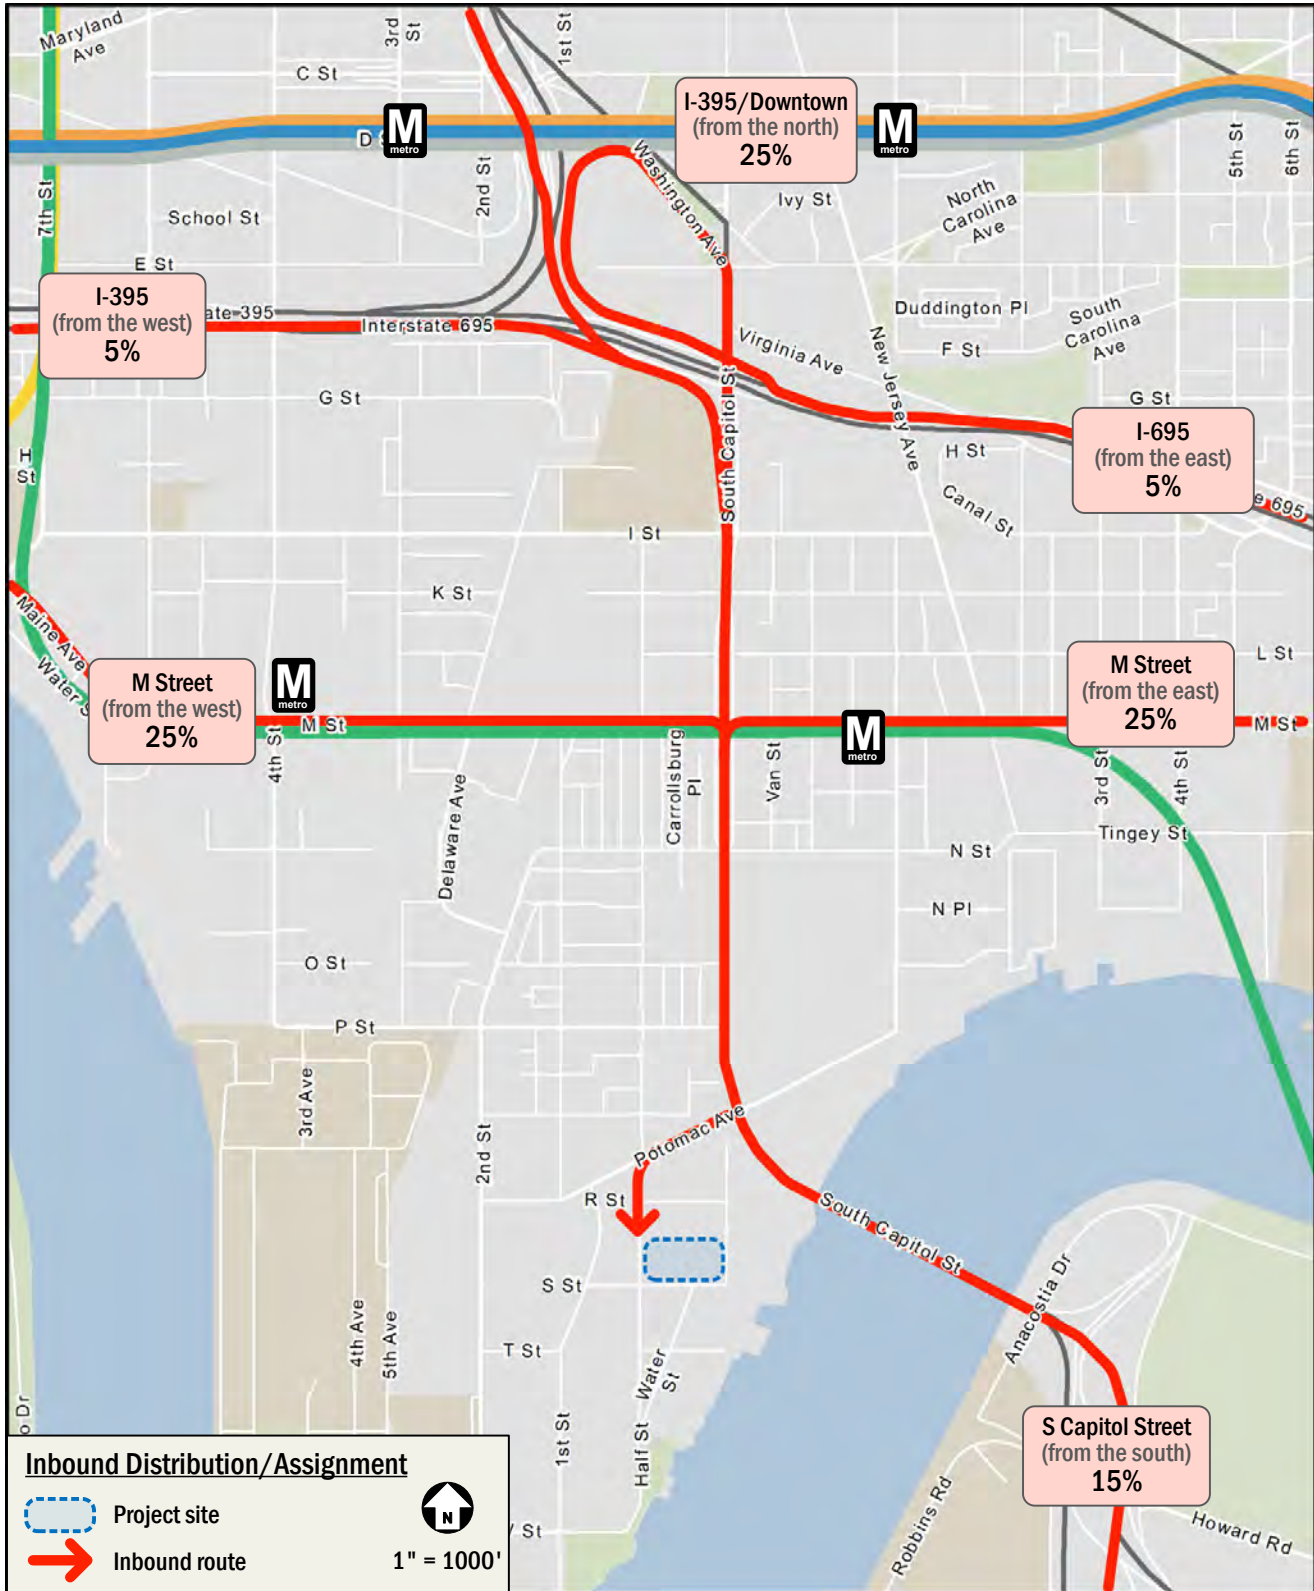 Maryland
Ave
3rd
St
1st St
C St
I-395/Downtown
(from the north)
25%
M
metro
M
metro
D S
5th St
6th St
2nd St
Washington Ave
7th St
School St
Ivy St
North
Carolina
Ave
E St
I-395
(from the west)
5%
ate 395
Interstate 695
Duddington Pl
South
Carolina
Ave
Virginia Ave
New Jersey Ave
F St
G St
G St
South Capitol St
I-695
(from the east)
5%
H
St
H St
Canal St
e 695
I St
K St
Maine Ave
Water S
M Street
(from the west)
25%
M
metro
M St
M Street
(from the east)
25%
L St
M St
M
metro
4th St
Carrollsburg
Pl
Van St
3rd St
4th St
Delaware Ave
Tingey St
N St
N Pl
O St
P St
3rd Ave
2nd St
Potomac Ave
R St
South Capitol St
S St
Anacostia Dr
4th Ave
5th Ave
T St
Water
St
o Dr
1st St
Half St
S Capitol Street
(from the south)
15%
Robbins Rd
Howard Rd
V St
Inbound Distribution/Assignment
Project site
N
Inbound route
1" = 1000'